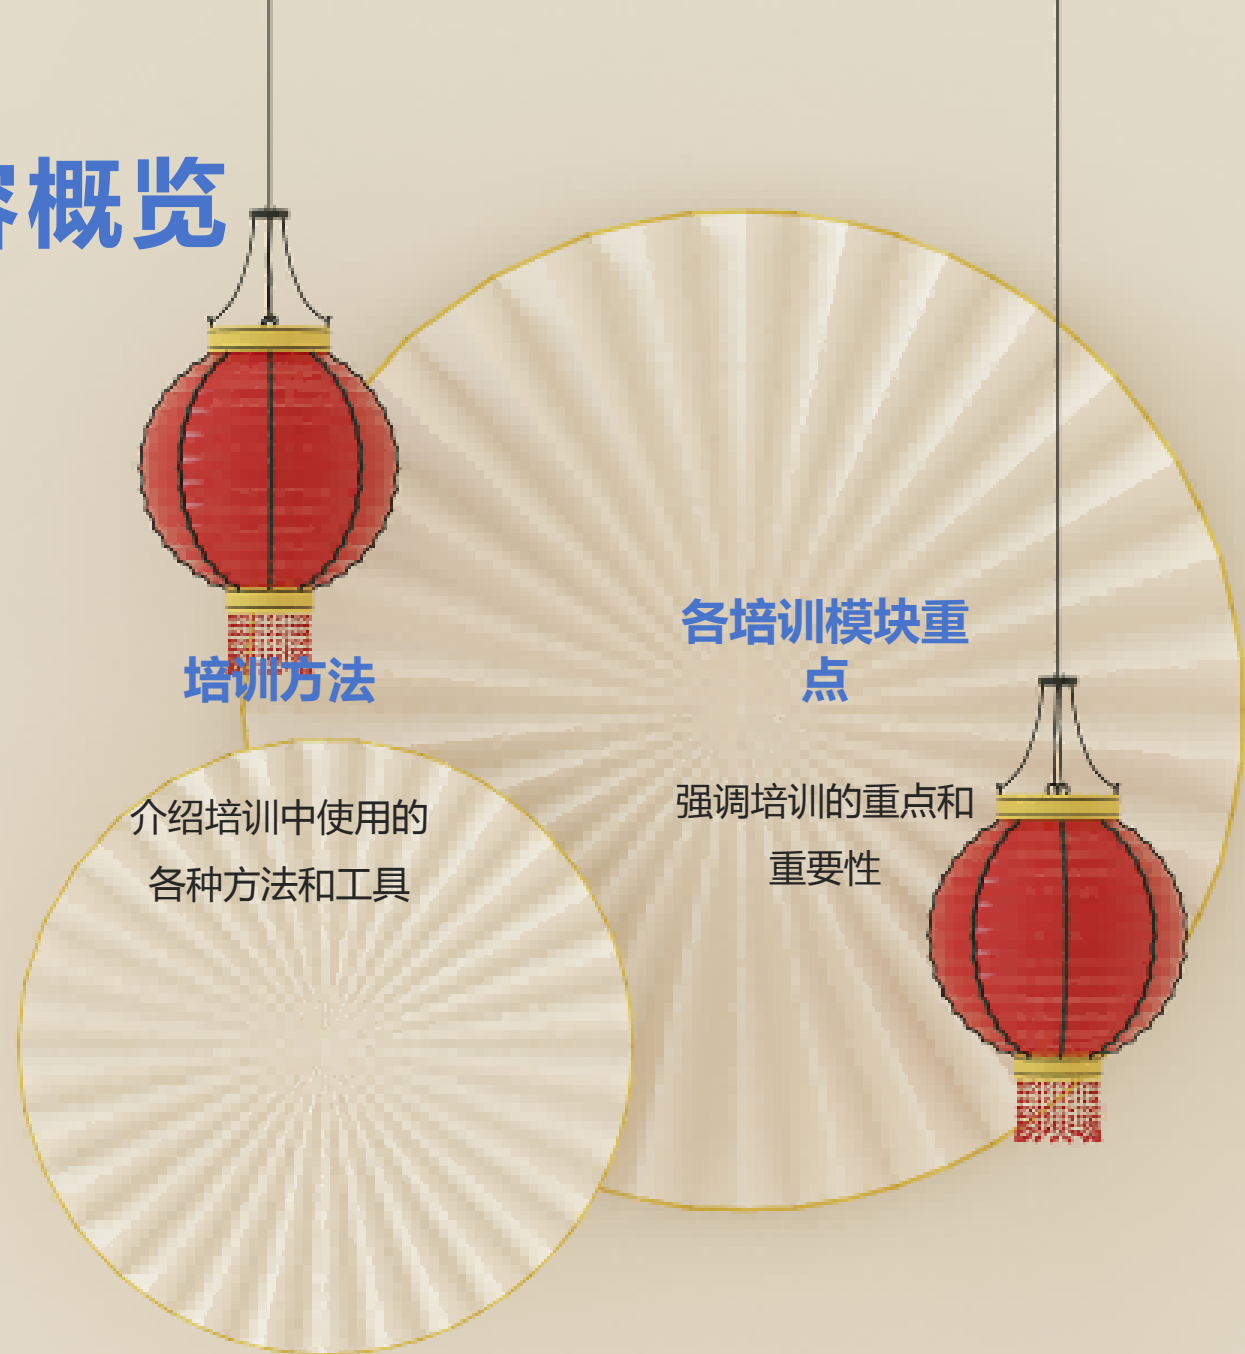 容概览
培训方法
介绍培训中使用的
各种方法和工具
各培训模块重
点
强调培训的重点和
重要性